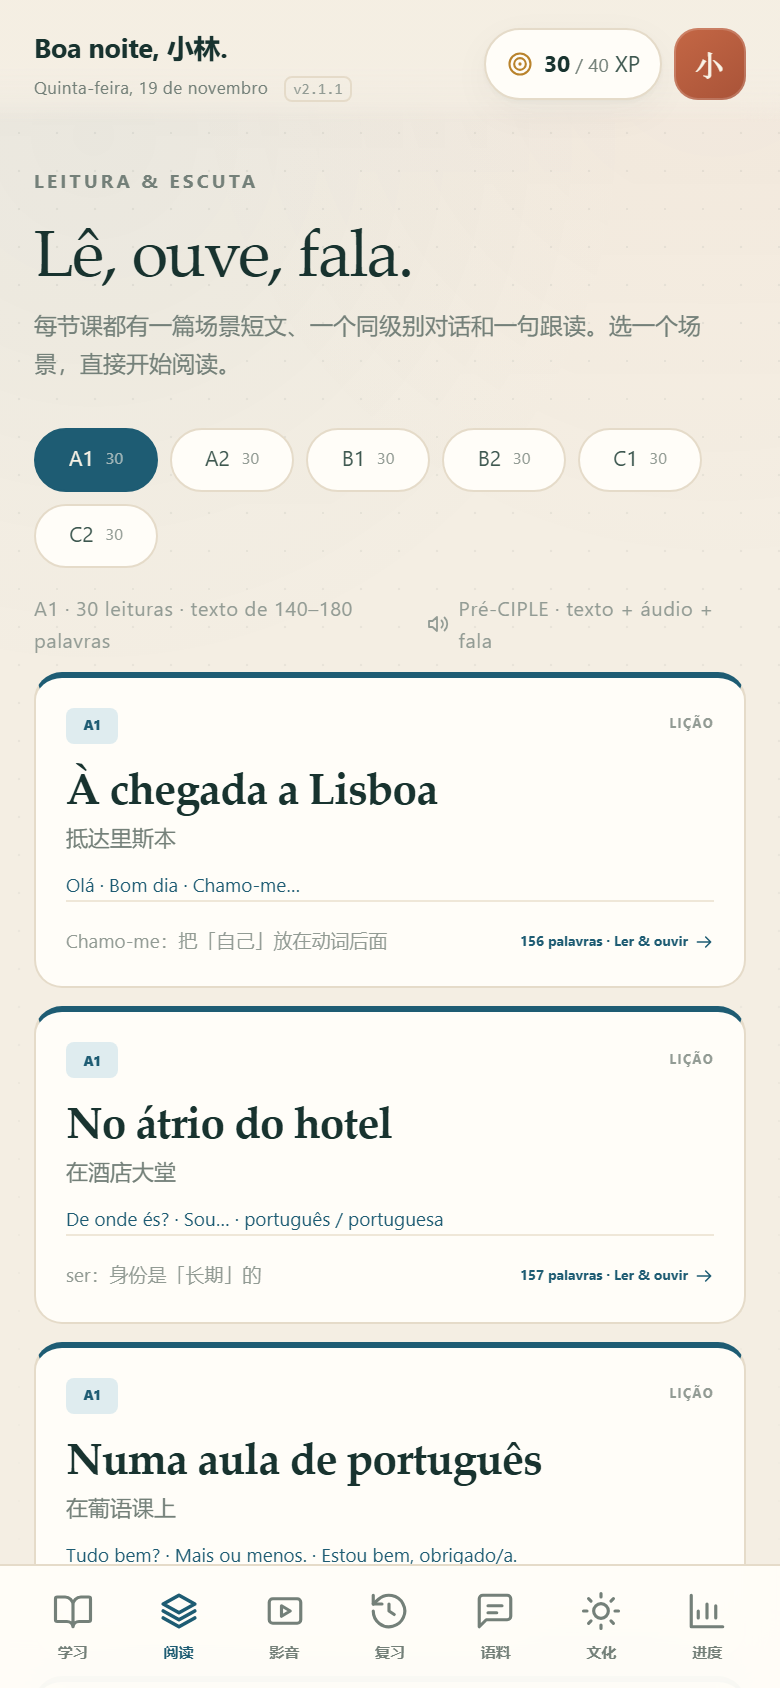 Boa noite, 小林.
Quinta-feira, 19 de novembro v2.1.1
30 / 40 XP
小
LEITURA & ESCUTA
Lê, ouve, fala.
每节课都有一篇场景短文、一个同级别对话和一句跟读。选一个场
景，直接开始阅读。
A1 30
A2 30
B1 30
B2 30
C1 30
C2 30
A1 · 30 leituras · texto de 140–180
palavras
Pré-CIPLE · texto + áudio +
fala
A1
LIÇÃO
À chegada a Lisboa
抵达里斯本
Olá · Bom dia · Chamo-me...
Chamo-me：把「自己」放在动词后面
156 palavras · Ler & ouvir →
A1
LIÇÃO
No átrio do hotel
在酒店大堂
De onde és? · Sou... · português / portuguesa
ser：身份是「长期」的
157 palavras · Ler & ouvir →
A1
LIÇÃO
Numa aula de português
在葡语课上
Tudo bem? · Mais ou menos. · Estou bem, obrigado/a.
学习
阅读
影音
复习
语料
文化
进度